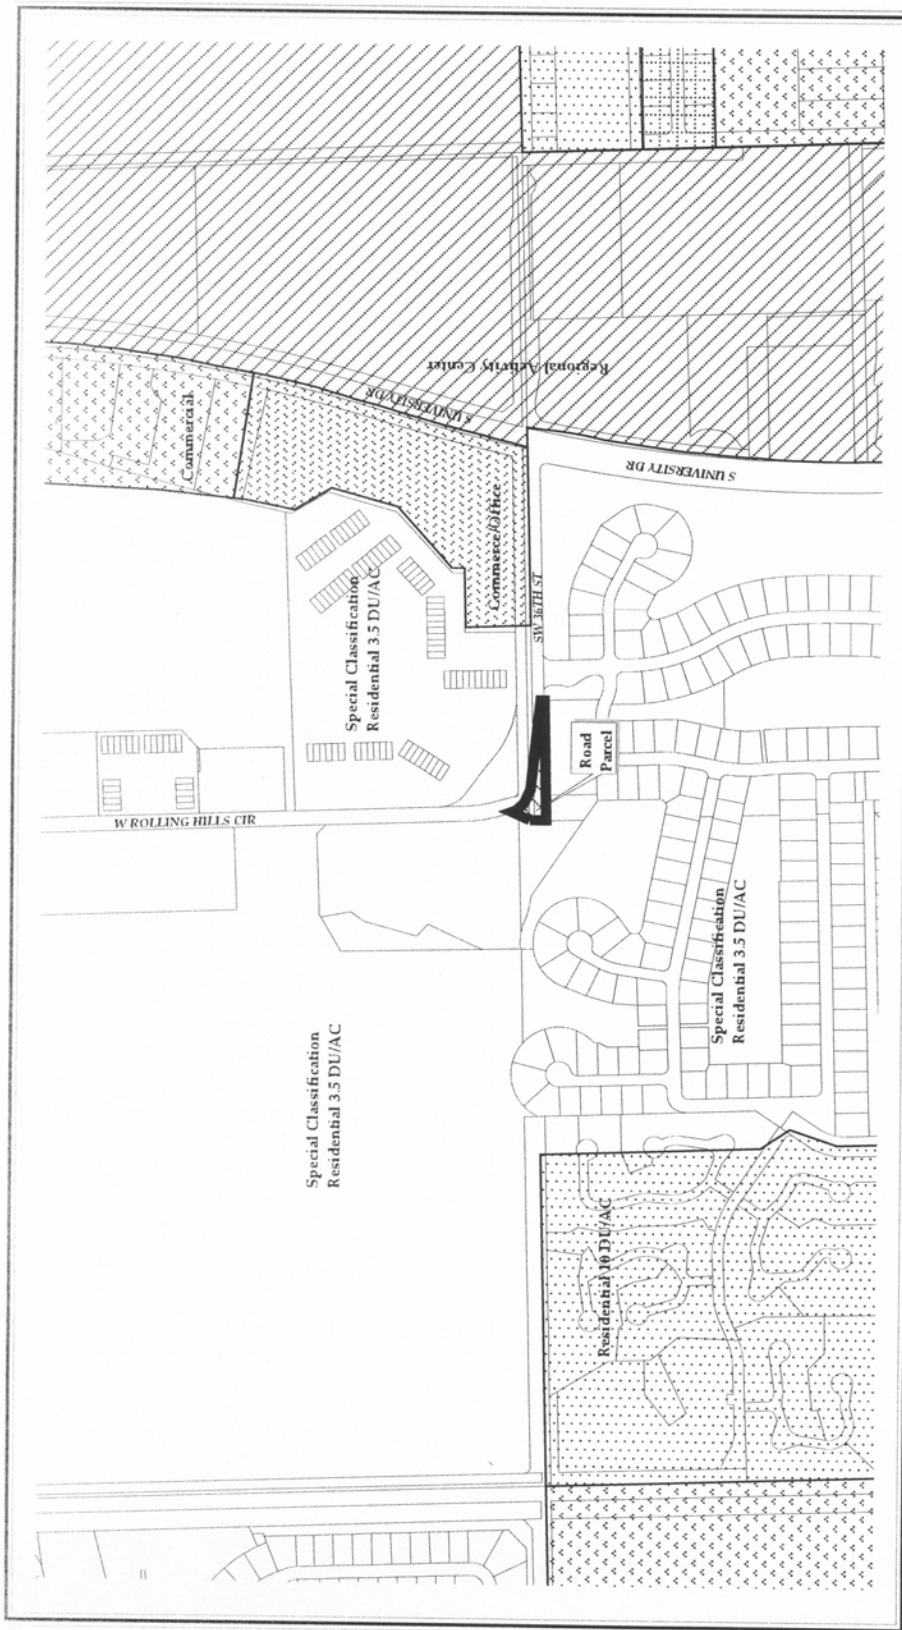 Regional Activity Center
S UNIVERSITY DR
Commercial
S UNIVERSITY DR
Commerce/Office
SW 36TH ST
Special Classification
Residential 3.5 DU/AC
Road
Parcel
W ROLLING HILLS CIR
Special Classification
Residential 3.5 DU/AC
Special Classification
Residential 3.5 DU/AC
Residential 10 DU/AC